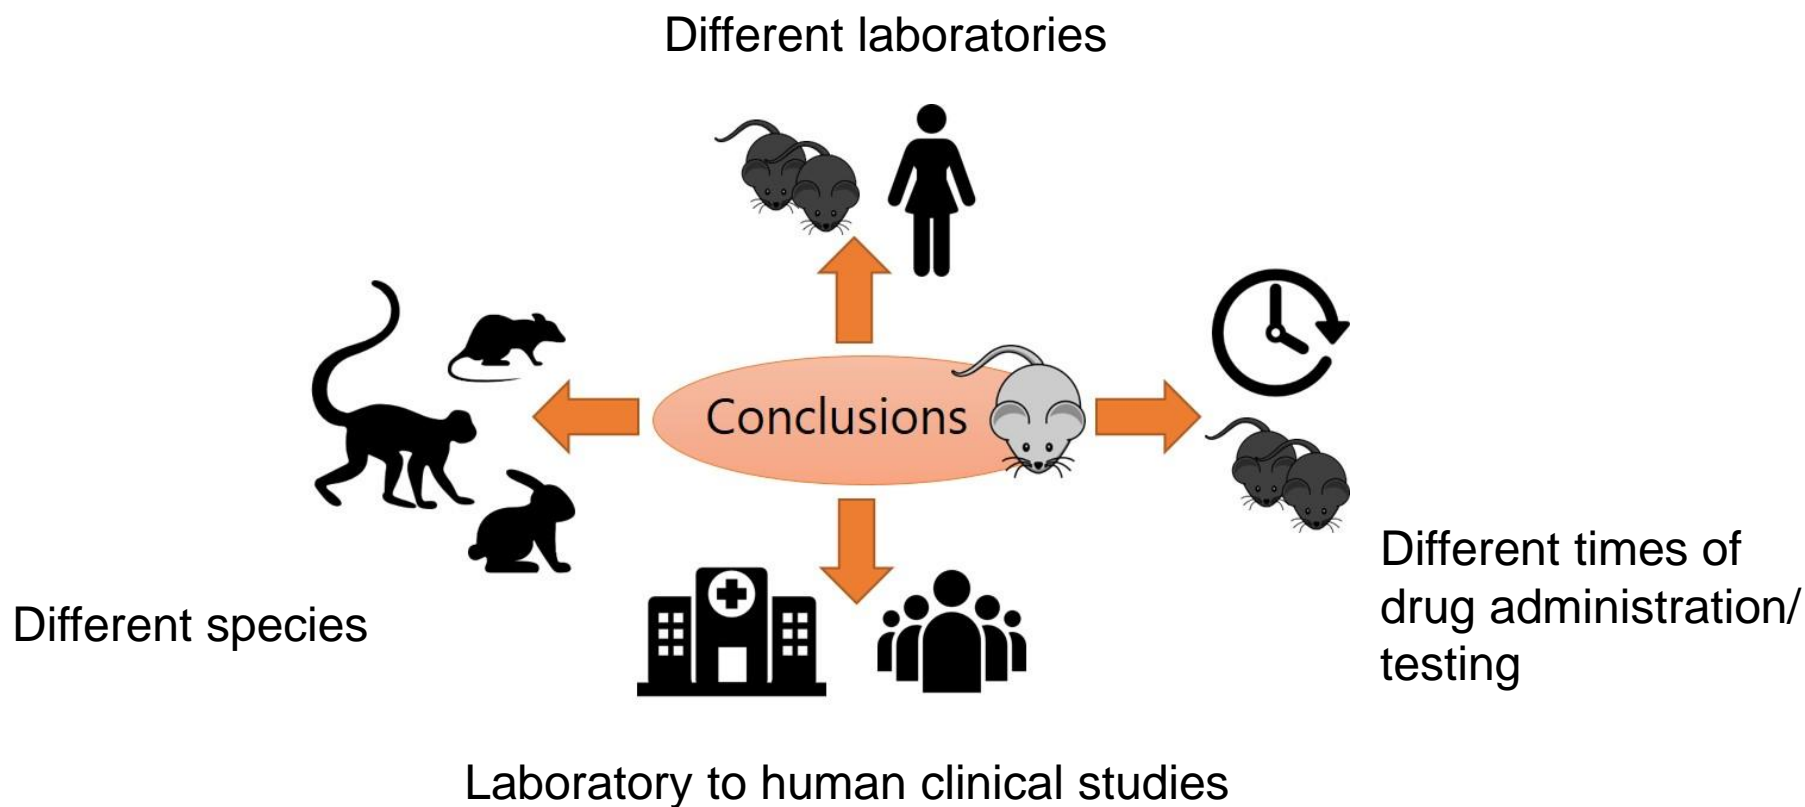 Different laboratories
Conclusions
Different species
Different times of
drug administration/
testing
Laboratory to human clinical studies